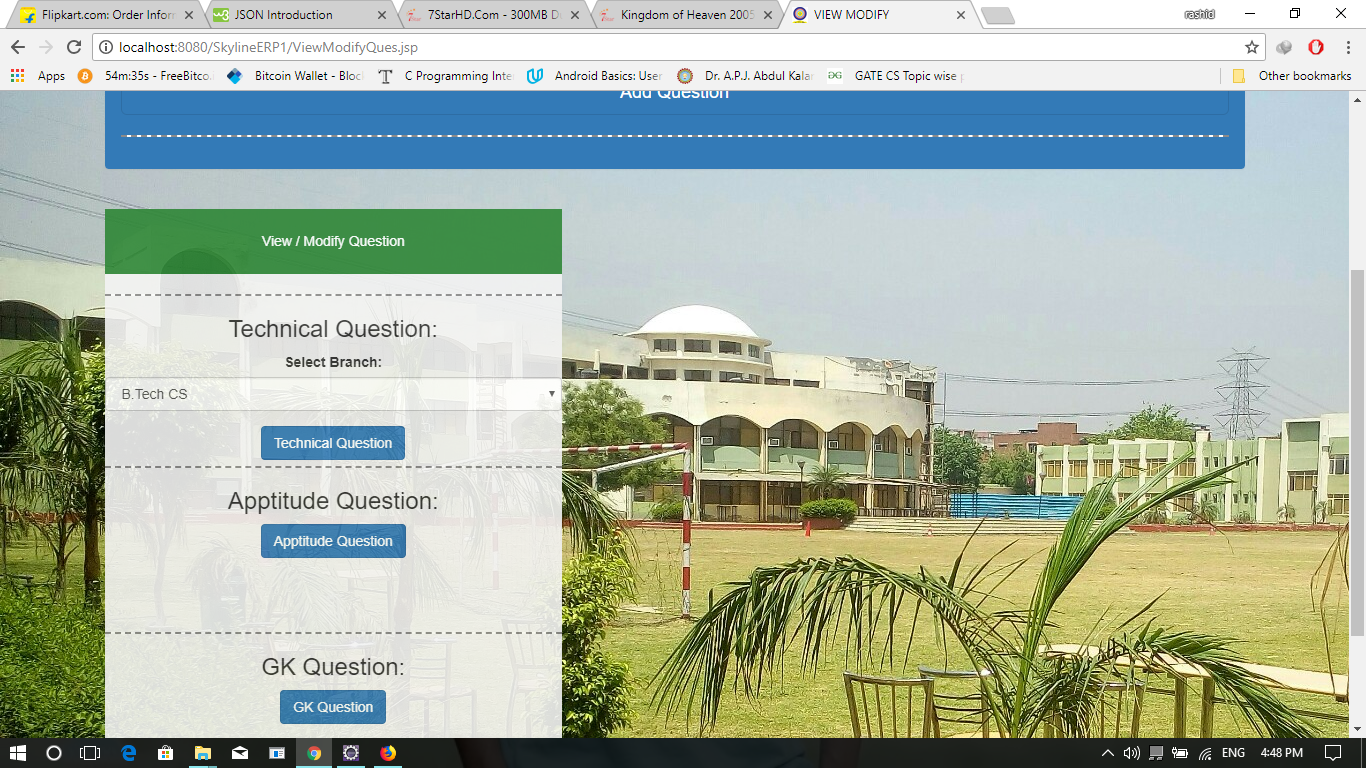 Flipkart.com: Order Infor
JSON Introduction
7StarHD.Com - 300MB D
Kingdom of Heaven 2005
VIEW MODIFY
rashid
localhost:8080/SkylineERP1/ViewModifyQues.jsp
Apps
54m:35s - FreeBitco.
Bitcoin Wallet - Bloc
C Programming Inte
Android Basics: User
Dr. A.P.J. Abdul Kala
GATE CS Topic wise p
Other bookmarks
Add Question
View / Modify Question
Technical Question:
Select Branch:
B.Tech CS
Technical Question
Apptitude Question:
Apptitude Question
GK Question:
GK Question
ENG
4:48 PM